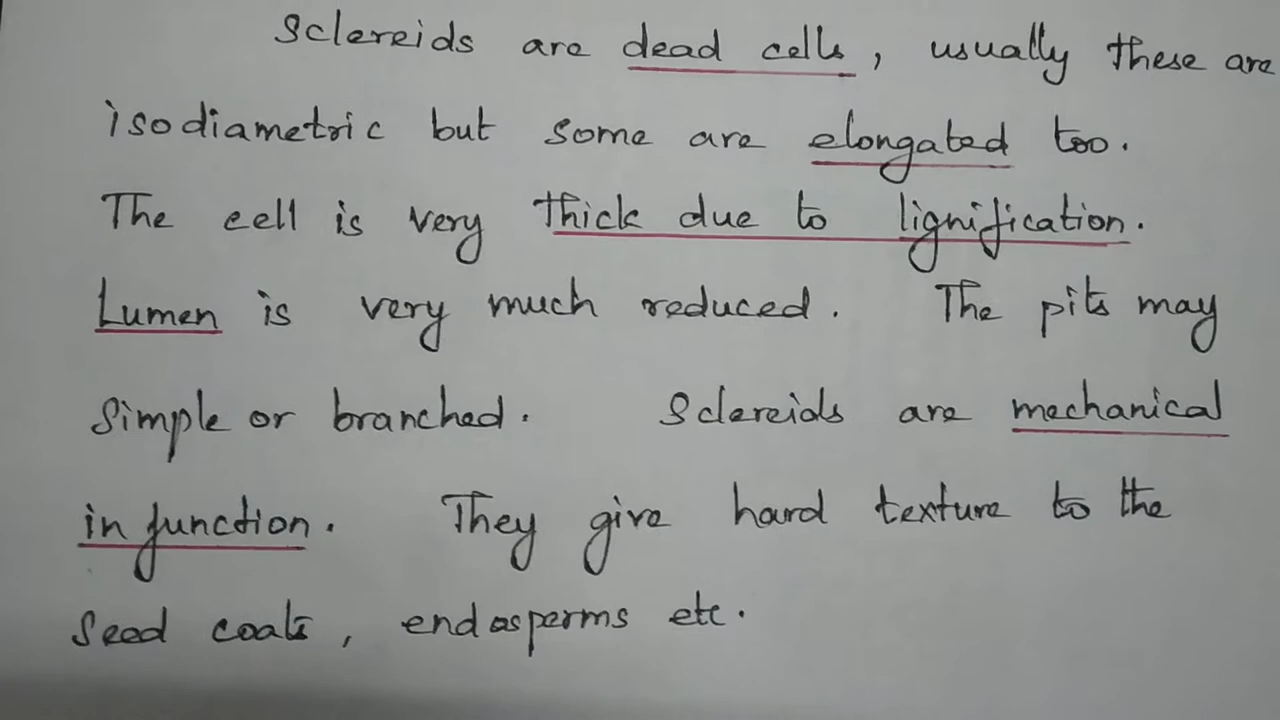 Sclereids are dead cells, usually these are
isodiametric but some are elongated too.
The cell is very thick due to lignification.
Lumen is very much reduced. The pits may
Simple or branched. Sclereids are mechanical
in function. They give hard texture to the
Seed coats, endosperms etc.